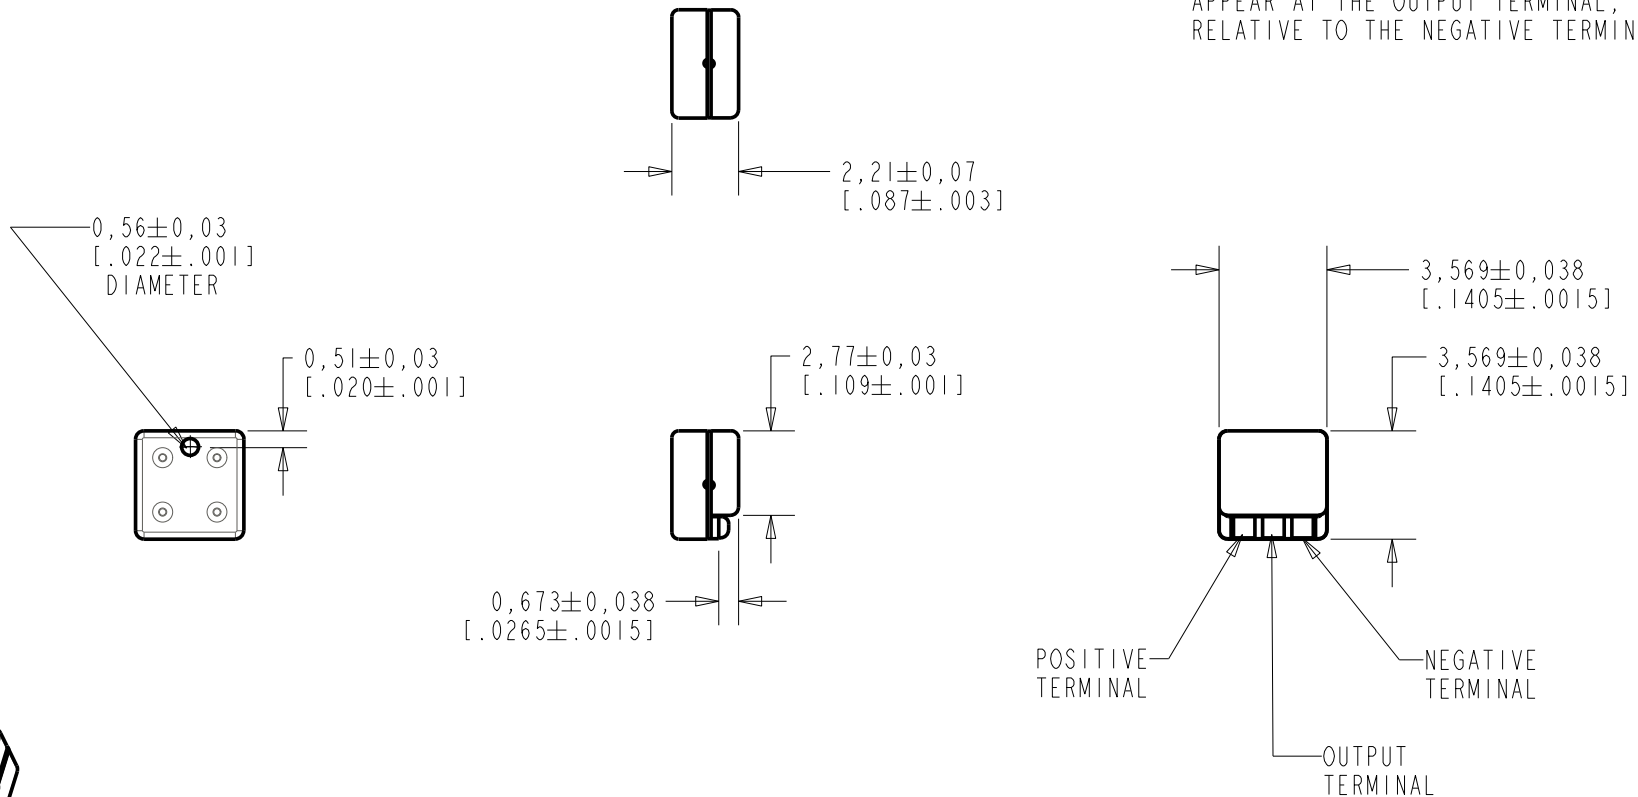 APPEAR AT THE OUTPUT TERMINAL,
RELATIVE TO THE NEGATIVE TERMIN
2,21±0,07
[.087±.003]
0,56±0,03
[.022±.001]
DIAMETER
3,569±0,038
[.1405±.0015]
0,51±0,03
[.020±.001]
2,77±0,03
[.109±.001]
3,569±0,038
[.1405±.0015]
0,673±0,038
[.0265±.0015]
POSITIVE
TERMINAL
NEGATIVE
TERMINAL
OUTPUT
TERMINAL